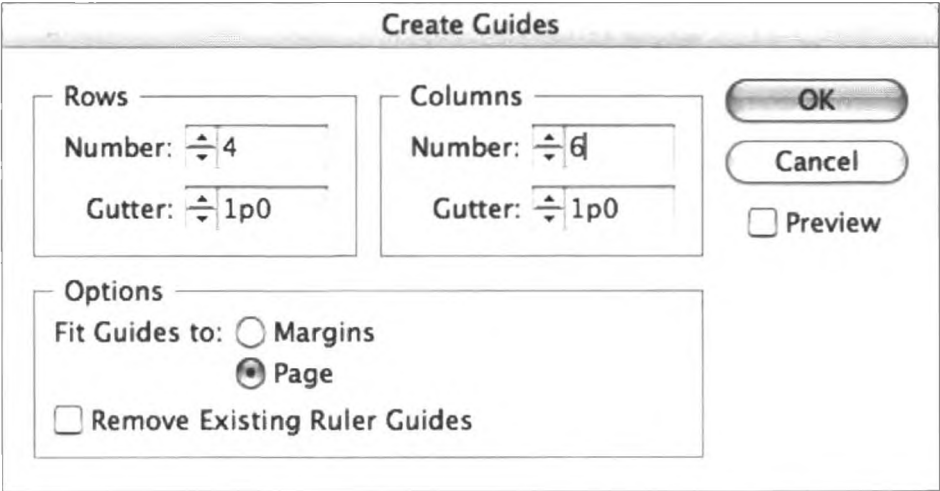 Create Guides
Rows
Number: 4
Gutter: 1p0
Columns
Number: 6
Gutter: 1p0
OK
Cancel
Preview
Options
Fit Guides to: Margins
Page
Remove Existing Ruler Guides